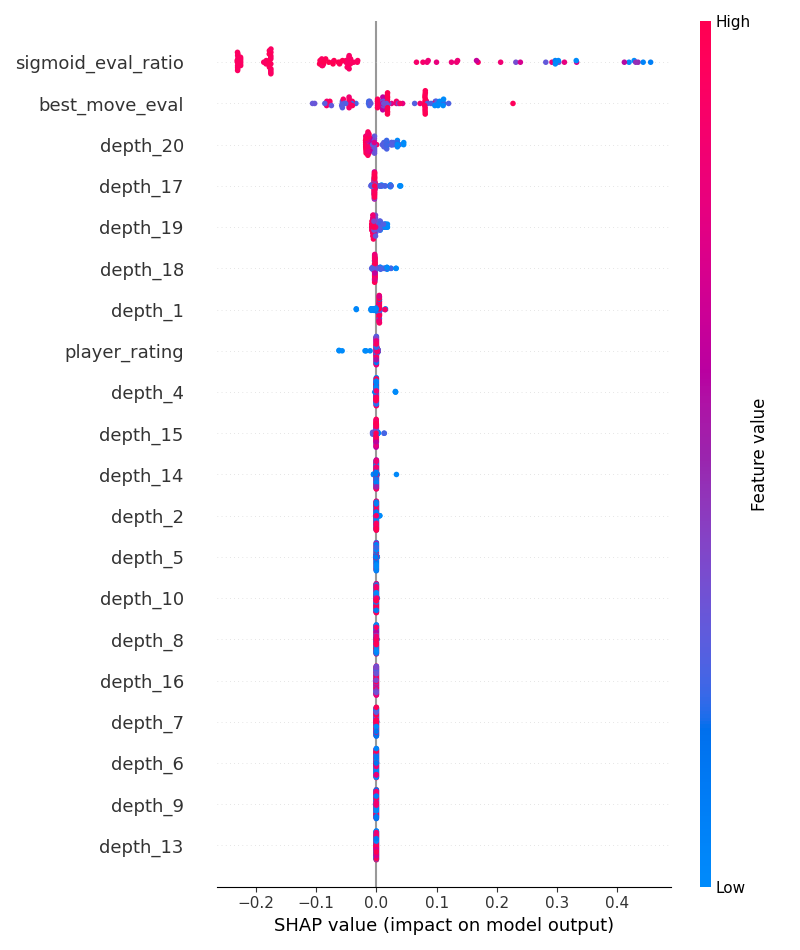 High
sigmoid_eval_ratio
best_move_eval
depth_20
depth_17
depth_19
depth_18
depth_1
player_rating
depth_4
depth_15
depth_14
depth_2
depth_5
depth_10
depth_8
depth_16
depth_7
depth_6
depth_9
depth_13
Feature value
Low
−0.2 −0.1 0.0 0.1 0.2 0.3 0.4
SHAP value (impact on model output)